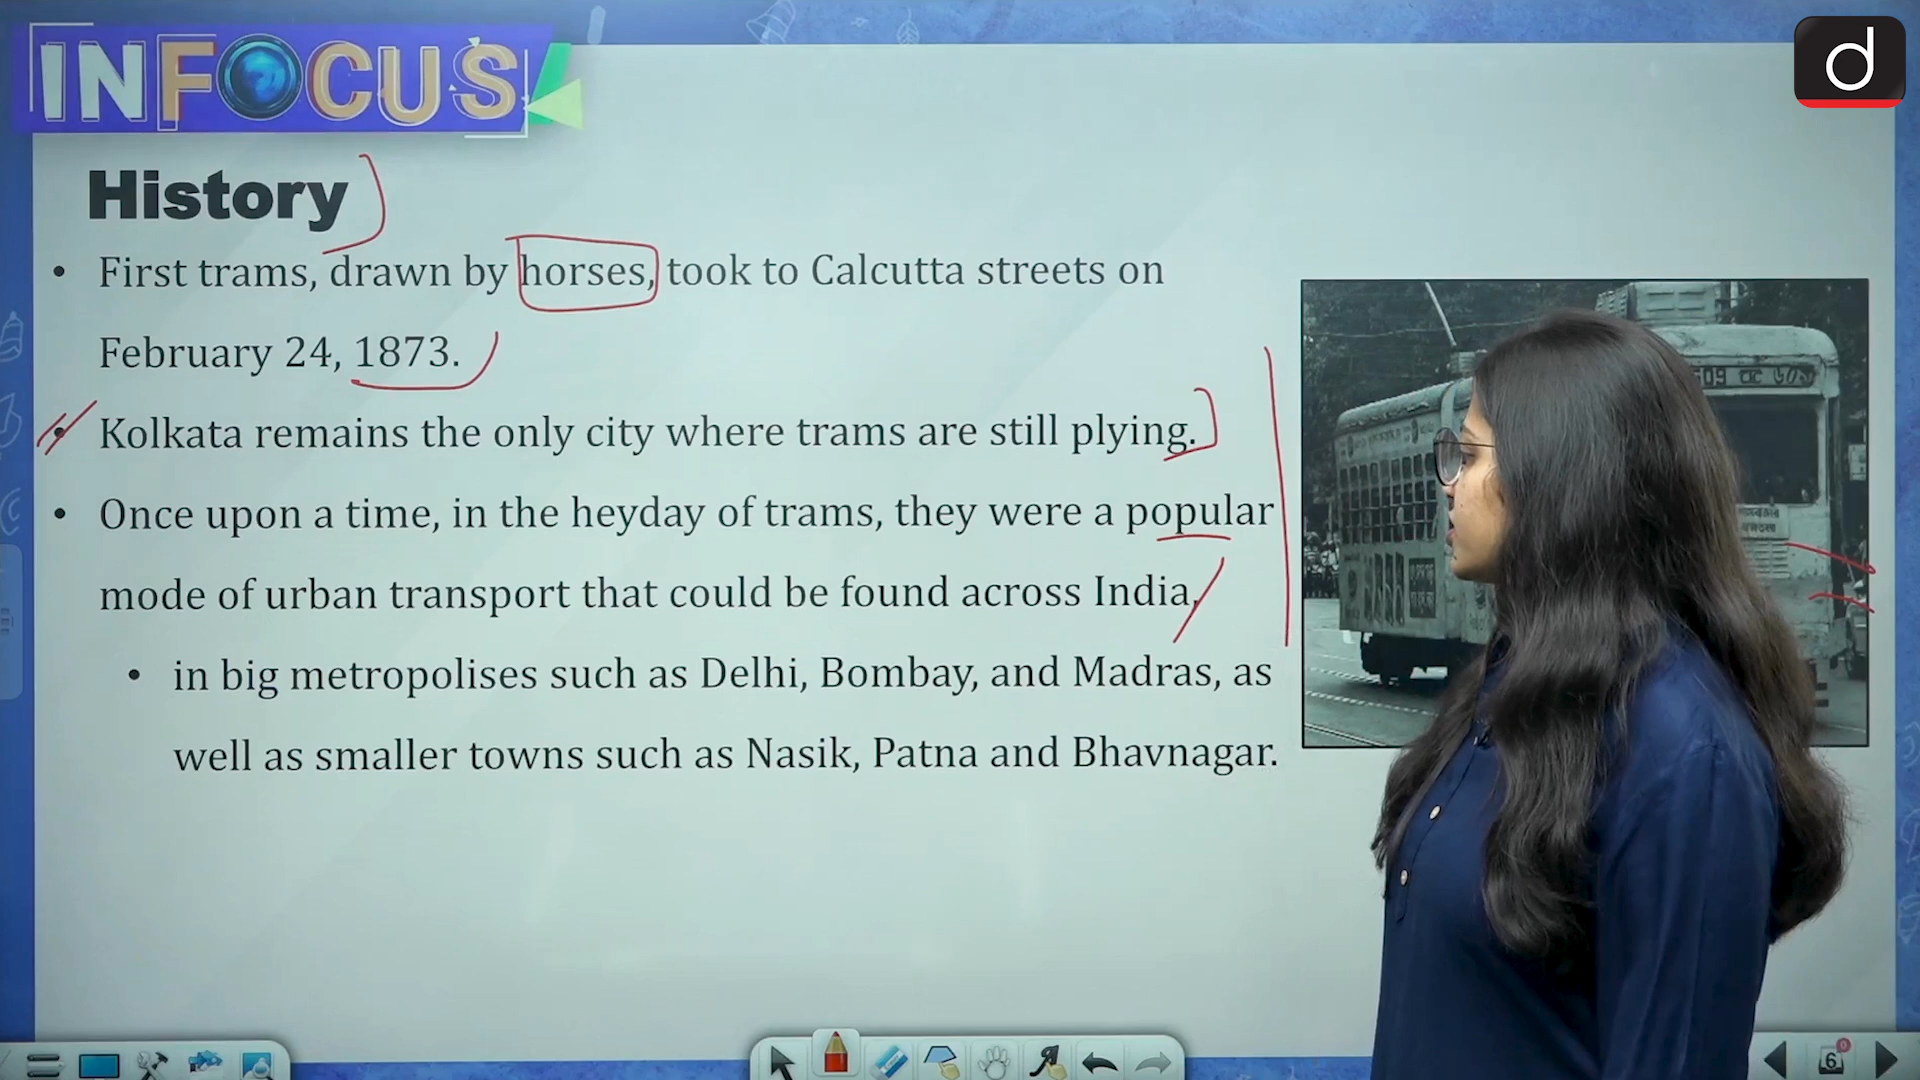 INFOCUS
d
History
• First trams, drawn by horses, took to Calcutta streets on
February 24, 1873.
• Kolkata remains the only city where trams are still plying.
• Once upon a time, in the heyday of trams, they were a popular
mode of urban transport that could be found across India,
• in big metropolises such as Delhi, Bombay, and Madras, as
well as smaller towns such as Nasik, Patna and Bhavnagar.
6
0